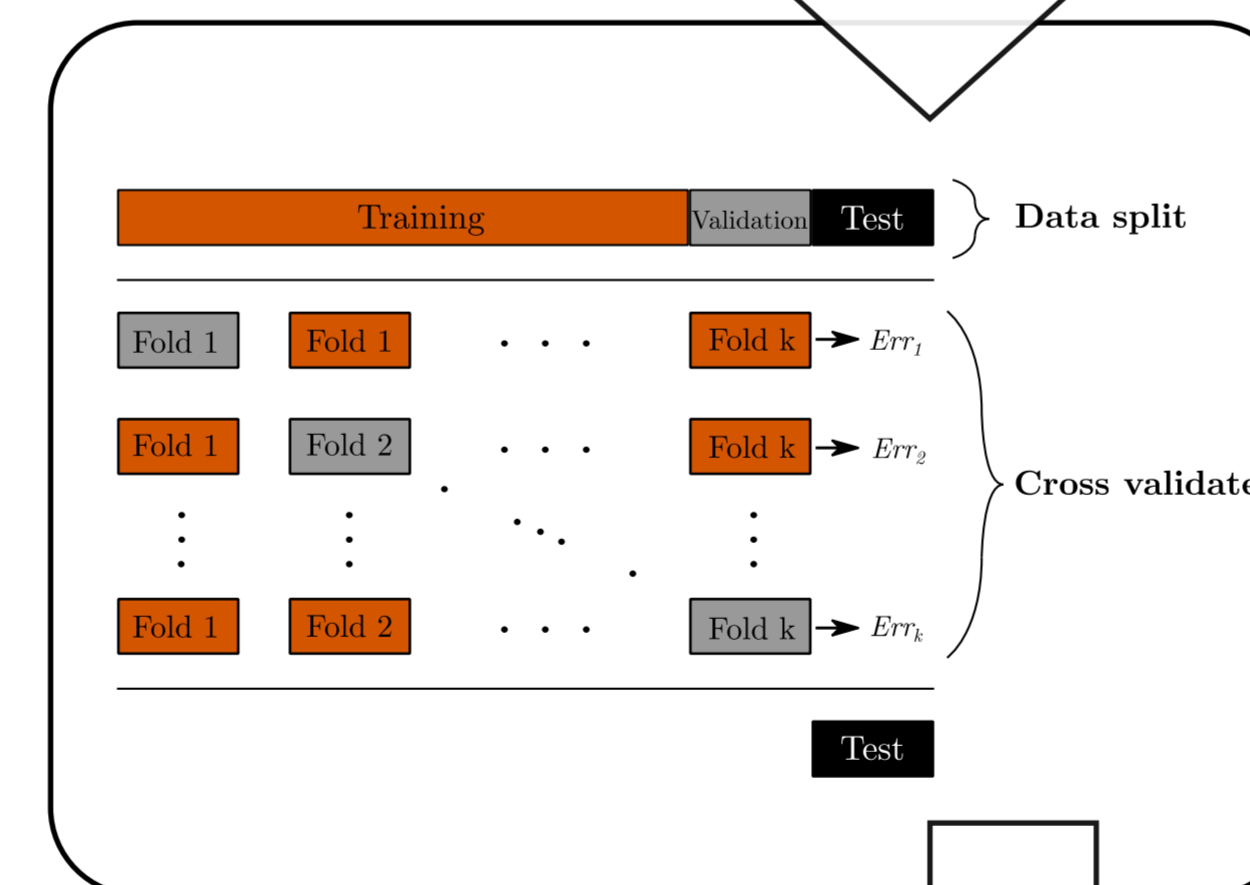 Training Validation Test Data split
Fold 1 Fold 1 Fold k Err1
Fold 1 Fold 2 Fold k Err2
Cross validate
Fold 1 Fold 2 Fold k Errk
Test